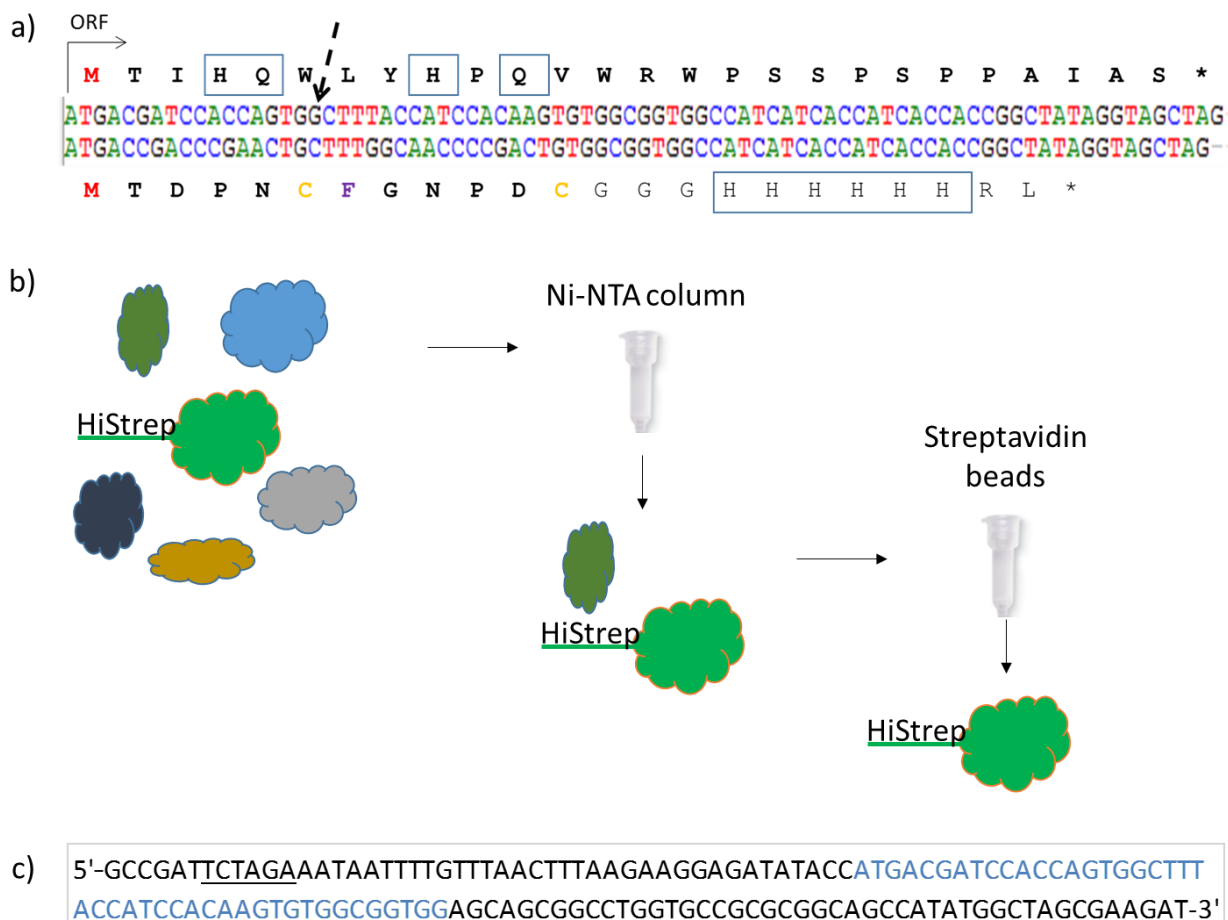 a)
ORF
M T I H Q W L Y H P Q V W R W P S S P S P P A I A S *
ATGACGATCCACCAGTGGCTTTACCATCCACAAGTGTGGCGGTGGCCATCATCACCATCACCACCGGCTATAGGTAGCTAG
ATGACCGACCCGAACTGCTTTGGCAACCCCGACTGTGGCGGTGGCCATCATCACCATCACCACCGGCTATAGGTAGCTAG--
M T D P N C F G N P D C G G G H H H H H H R L *
b)
Ni-NTA column
HiStrep
Streptavidin
beads
HiStrep
HiStrep
c)
5'-GCCGATTCTAGAAATAATTTTGTTTAACTTTAAGAAGGAGATATACCATGACGATCCACCAGTGGCTTT
ACCATCCACAAGTGTGGCGGTGGAGCAGCGGCCTGGTGCCGCGCGGCAGCCATATGGCTAGCGAAGAT-3'